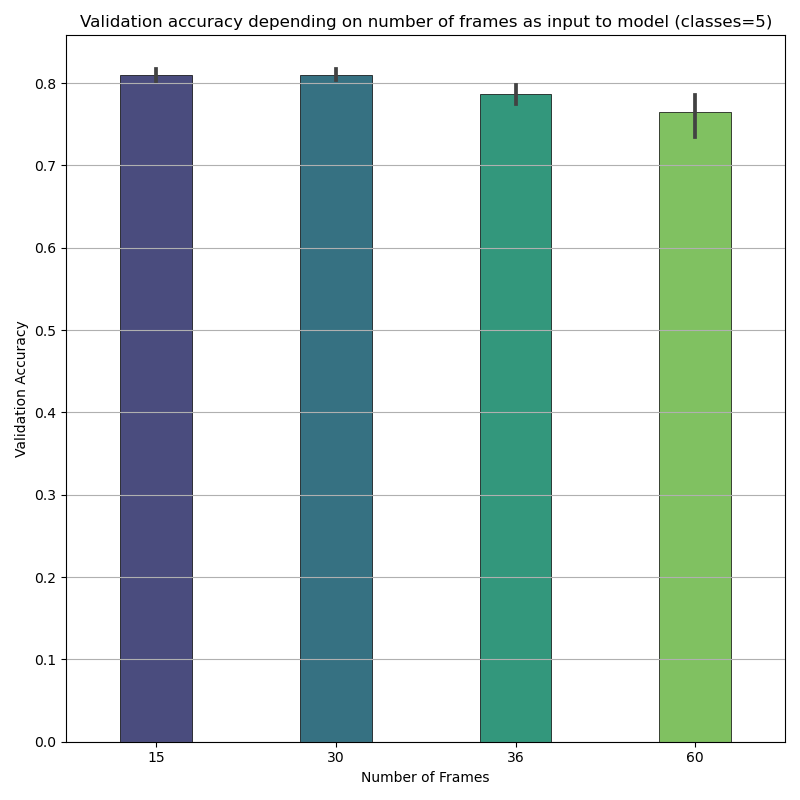 Validation accuracy depending on number of frames as input to model (classes=5)
Validation Accuracy
0.8
0.7
0.6
0.5
0.4
0.3
0.2
0.1
0.0
15 30 36 60
Number of Frames